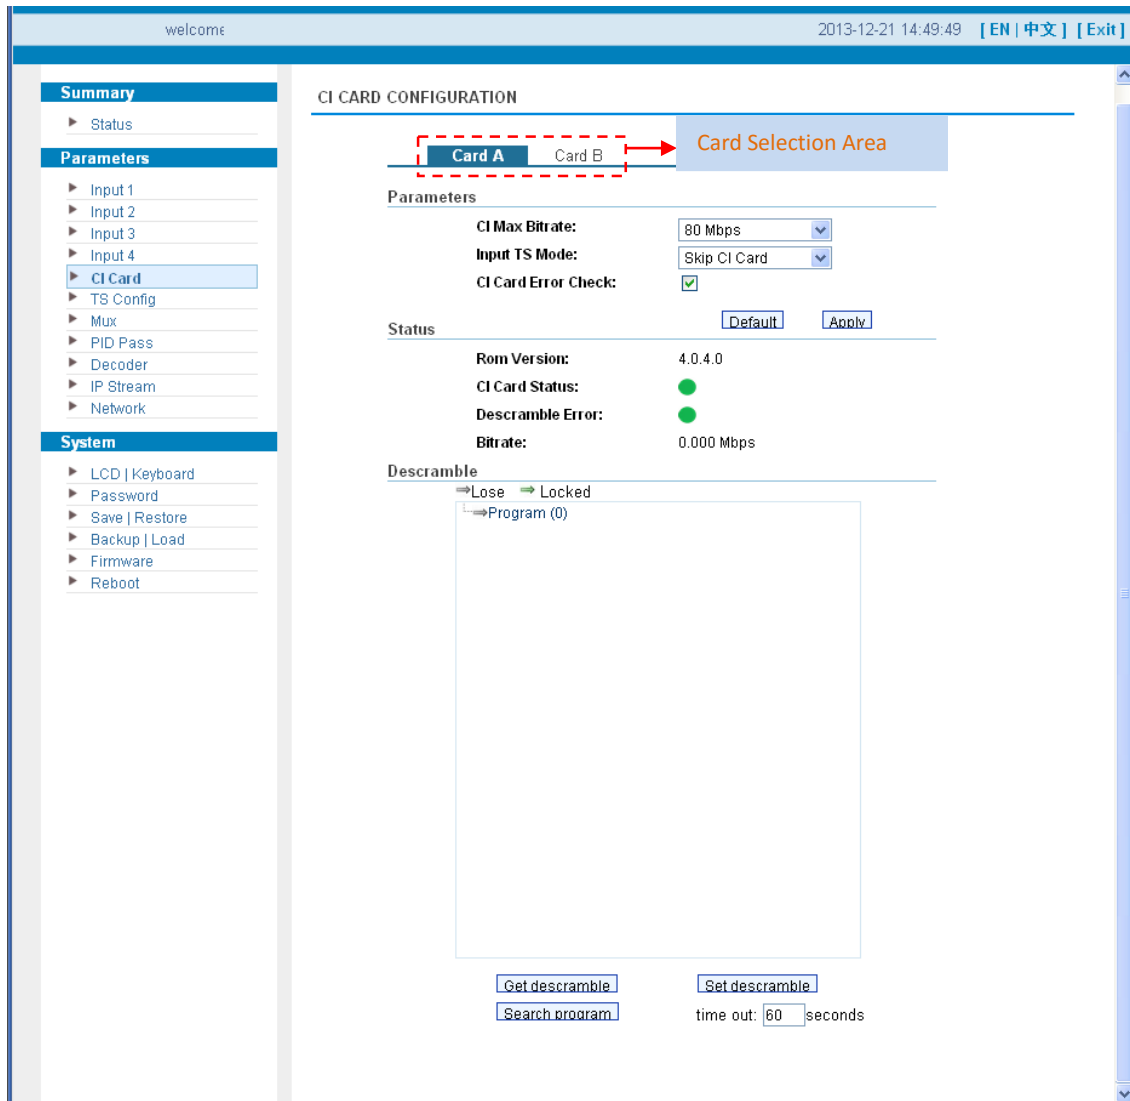 welcome
2013-12-21 14:49:49 [ EN | 中文 ] [ Exit ]
Summary
Status
Parameters
Input 1
Input 2
Input 3
Input 4
CI Card
TS Config
Mux
PID Pass
Decoder
IP Stream
Network
System
LCD | Keyboard
Password
Save | Restore
Backup | Load
Firmware
Reboot
CI CARD CONFIGURATION
Card A Card B
Card Selection Area
Parameters
CI Max Bitrate: 80 Mbps
Input TS Mode: Skip CI Card
CI Card Error Check:
Default Apply
Status
Rom Version: 4.0.4.0
CI Card Status:
Descramble Error:
Bitrate: 0.000 Mbps
Descramble
⇒Lose ⇒ Locked
⇒Program (0)
Get descramble Set descramble
Search program time out: 60 seconds